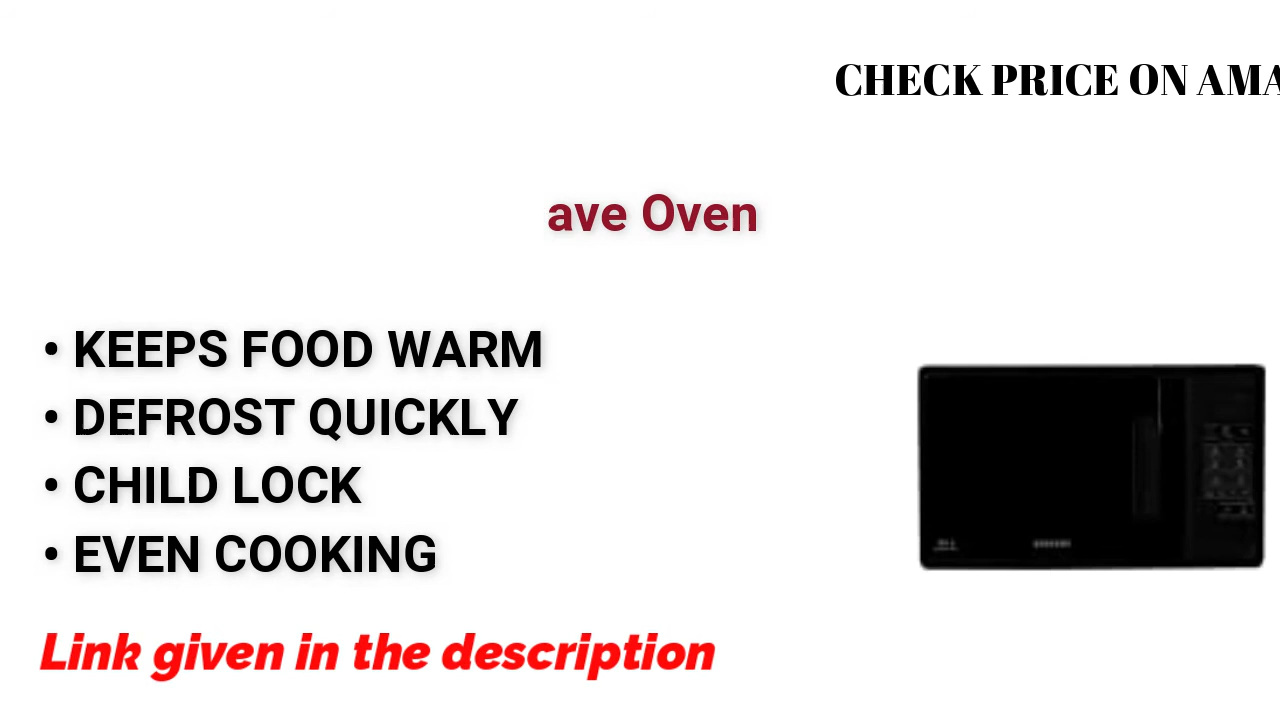 CHECK PRICE ON AMA
ave Oven
• KEEPS FOOD WARM
• DEFROST QUICKLY
• CHILD LOCK
• EVEN COOKING
Link given in the description